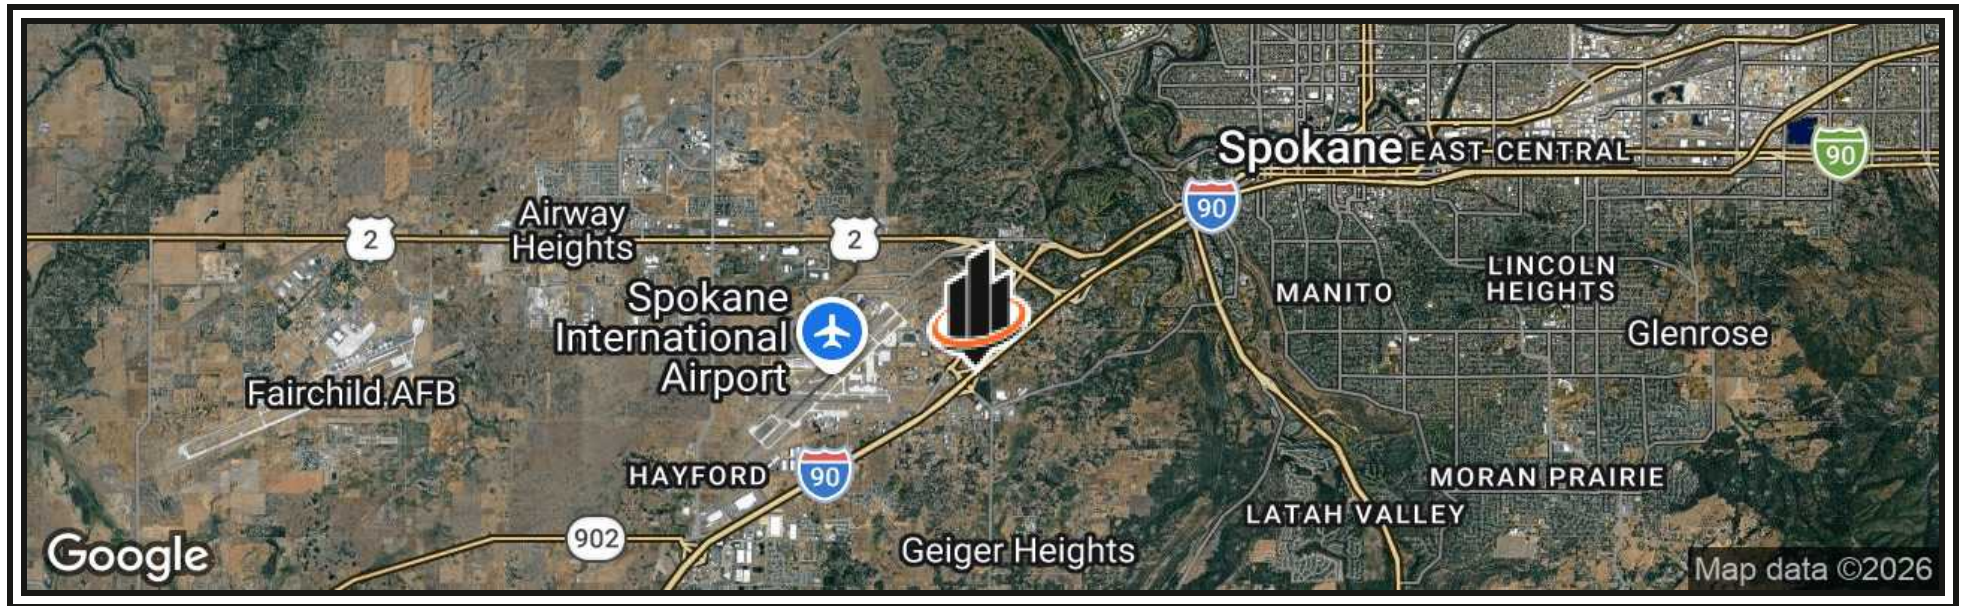 Spokane
EAST CENTRAL
90
90
Airway
Heights
2
2
LINCOLN
HEIGHTS
MANITO
Spokane
International
Airport
Glenrose
Fairchild AFB
HAYFORD
90
MORAN PRAIRIE
LATAH VALLEY
902
Geiger Heights
Google
Map data ©2026